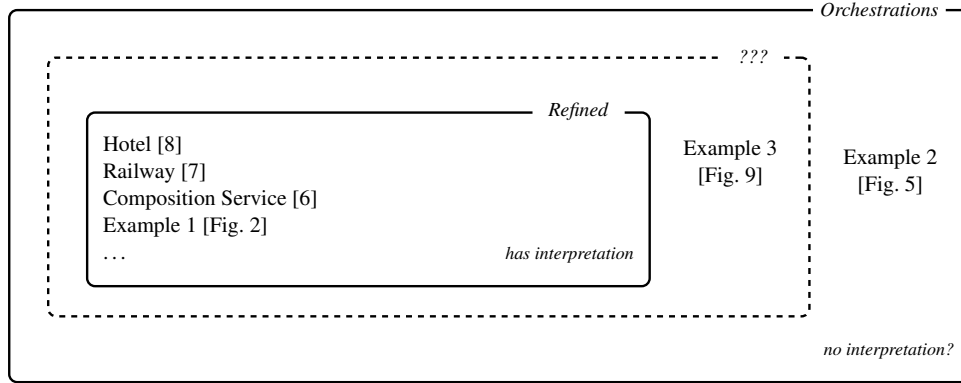 Orchestrations
???
Refined
Hotel [8]
Railway [7]
Composition Service [6]
Example 1 [Fig. 2]
...
has interpretation
Example 3
[Fig. 9]
Example 2
[Fig. 5]
no interpretation?